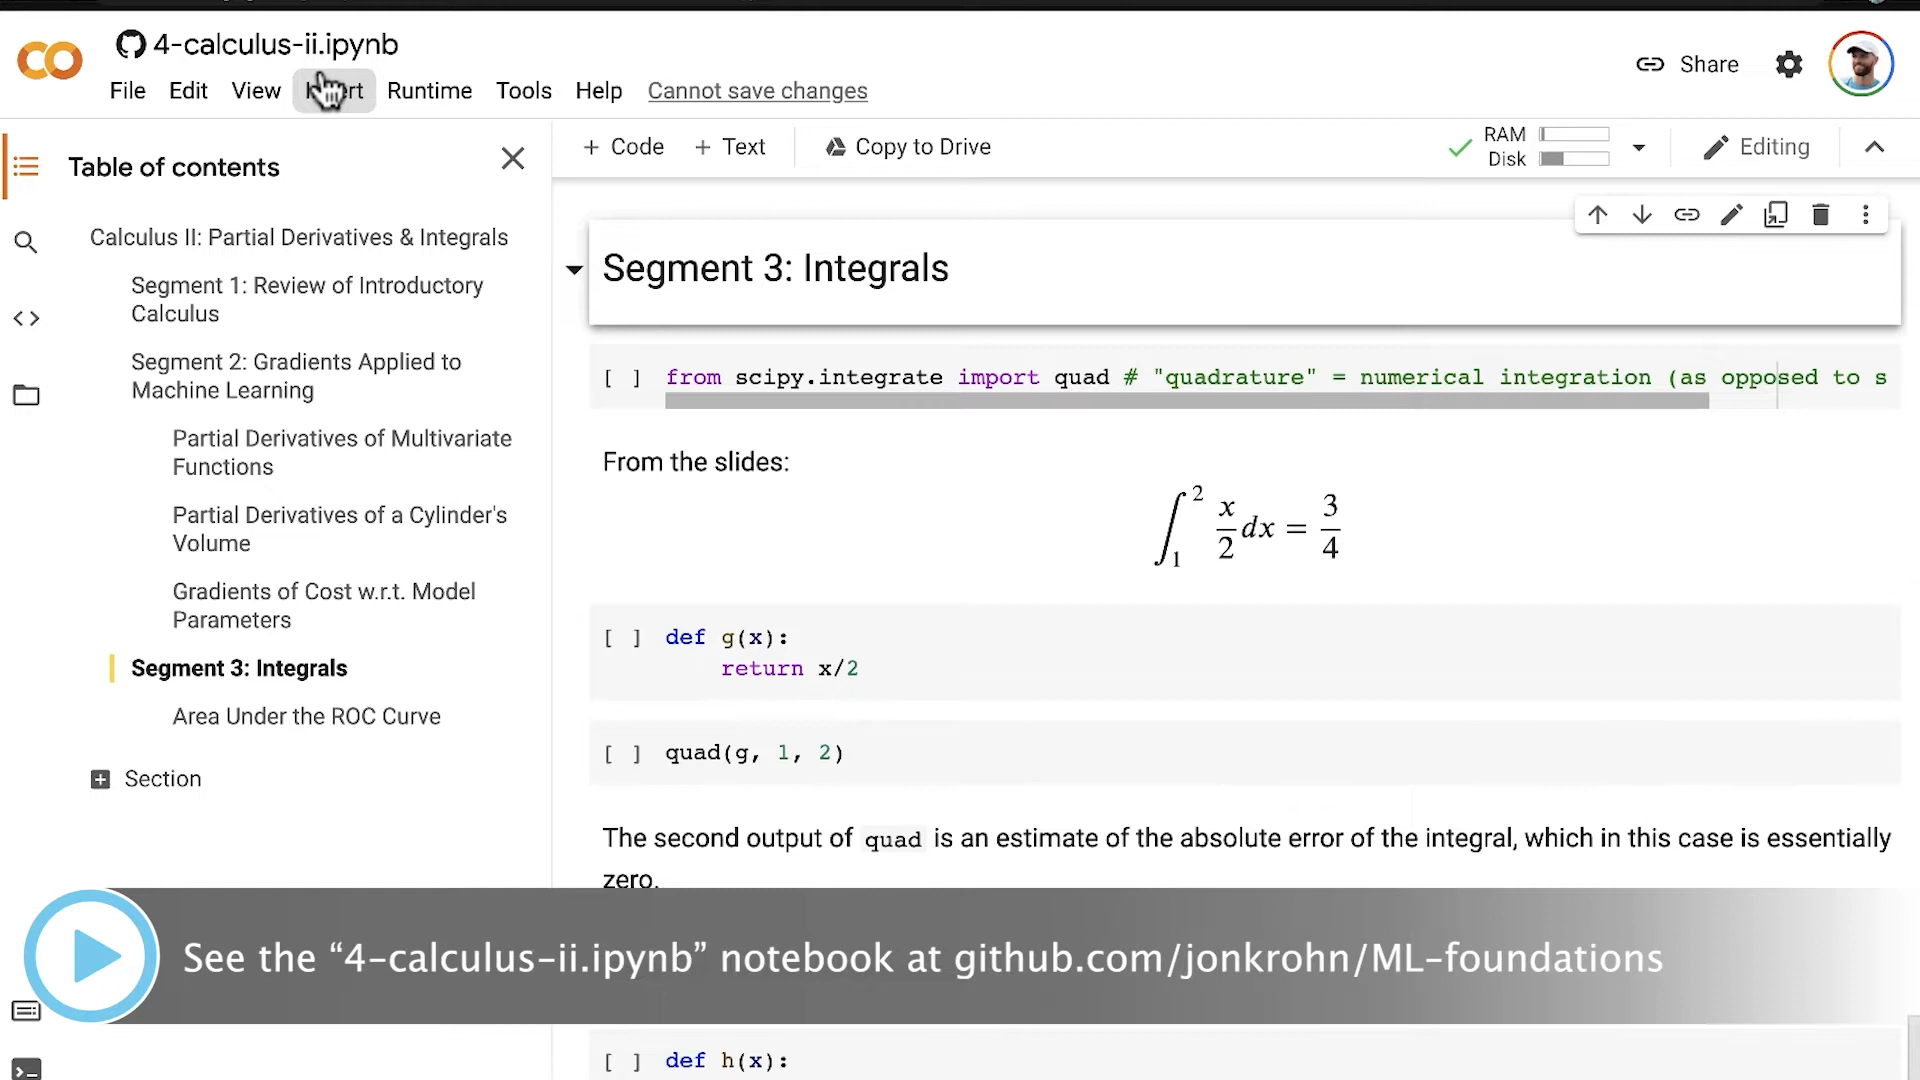 4-calculus-ii.ipynb
File Edit View Runtime Tools Help Cannot save changes
Share
+ Code + Text Copy to Drive
RAM
Disk
Editing
Table of contents
Calculus II: Partial Derivatives & Integrals
Segment 1: Review of Introductory
Calculus
Segment 2: Gradients Applied to
Machine Learning
Partial Derivatives of Multivariate
Functions
Partial Derivatives of a Cylinder's
Volume
Gradients of Cost w.r.t. Model
Parameters
Segment 3: Integrals
Area Under the ROC Curve
Section
Segment 3: Integrals
[ ] from scipy.integrate import quad # "quadrature" = numerical integration (as opposed to s
From the slides:
∫₁² x/2 dx = 3/4
[ ] def g(x):
return x/2
[ ] quad(g, 1, 2)
The second output of quad is an estimate of the absolute error of the integral, which in this case is essentially
zero.
See the “4-calculus-ii.ipynb” notebook at github.com/jonkrohn/ML-foundations
[ ] def h(x):